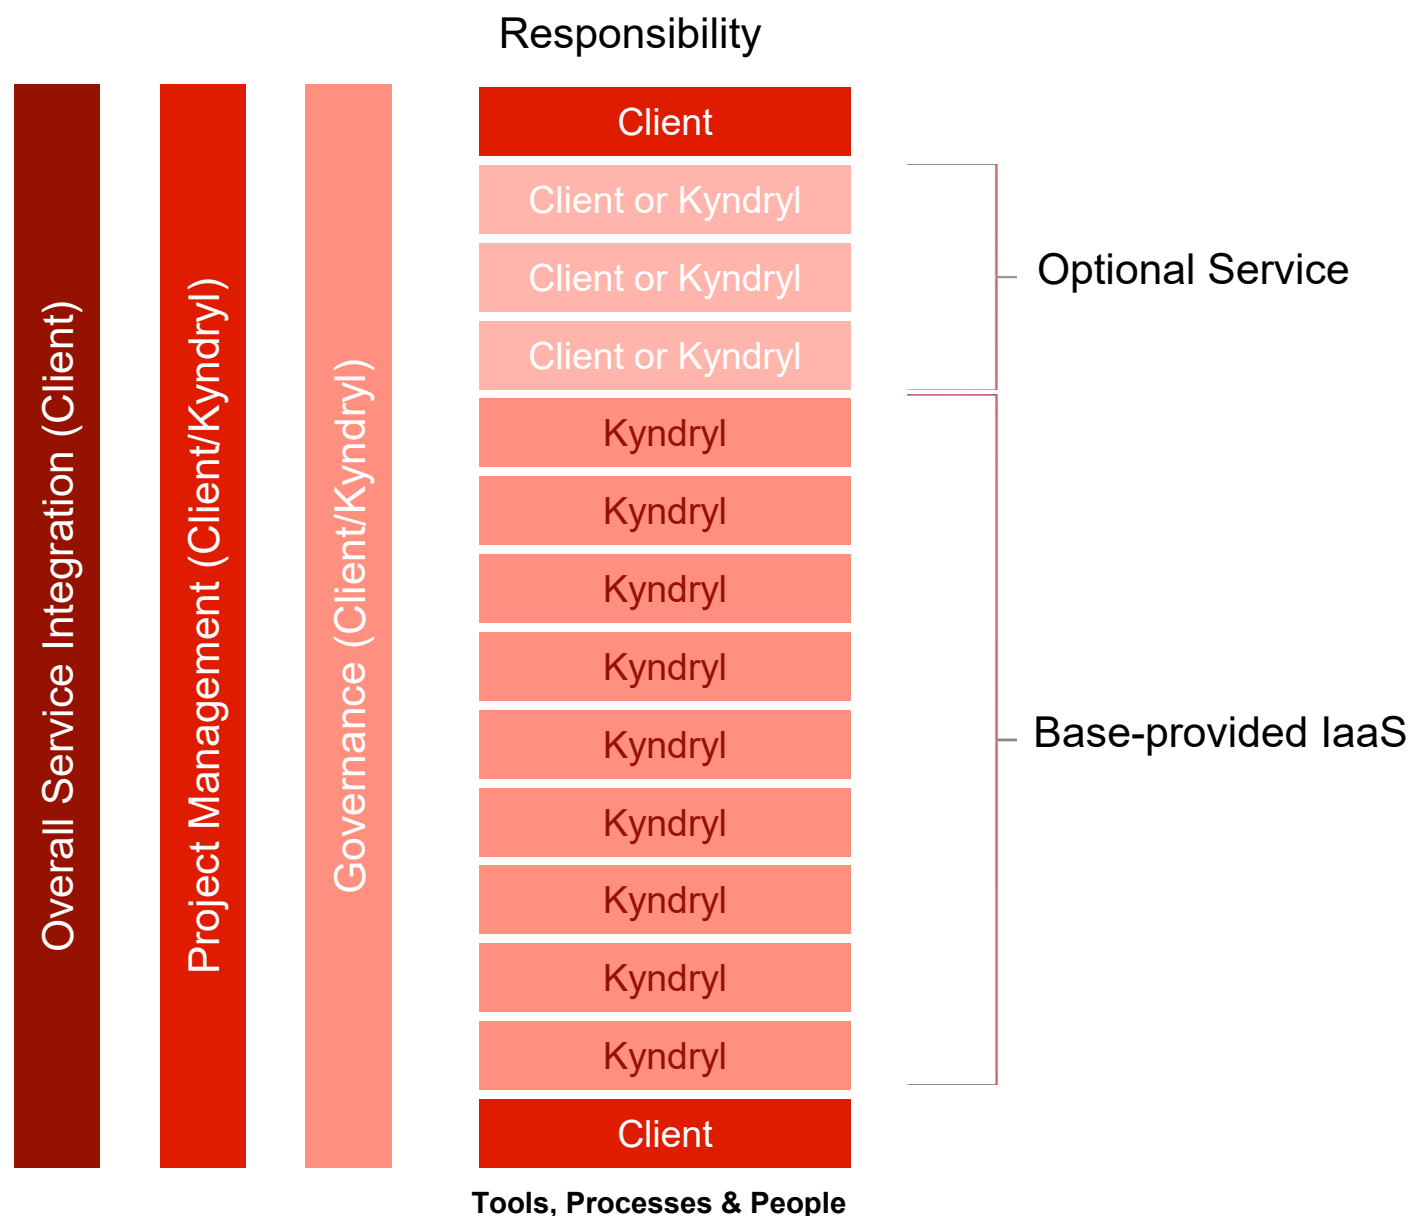 Responsibility
Overall Service Integration (Client)
Project Management (Client/Kyndryl)
Governance (Client/Kyndryl)
Client
Client or Kyndryl
Client or Kyndryl
Client or Kyndryl
Kyndryl
Kyndryl
Kyndryl
Kyndryl
Kyndryl
Kyndryl
Kyndryl
Kyndryl
Kyndryl
Client
Optional Service
Base-provided IaaS
Tools, Processes & People